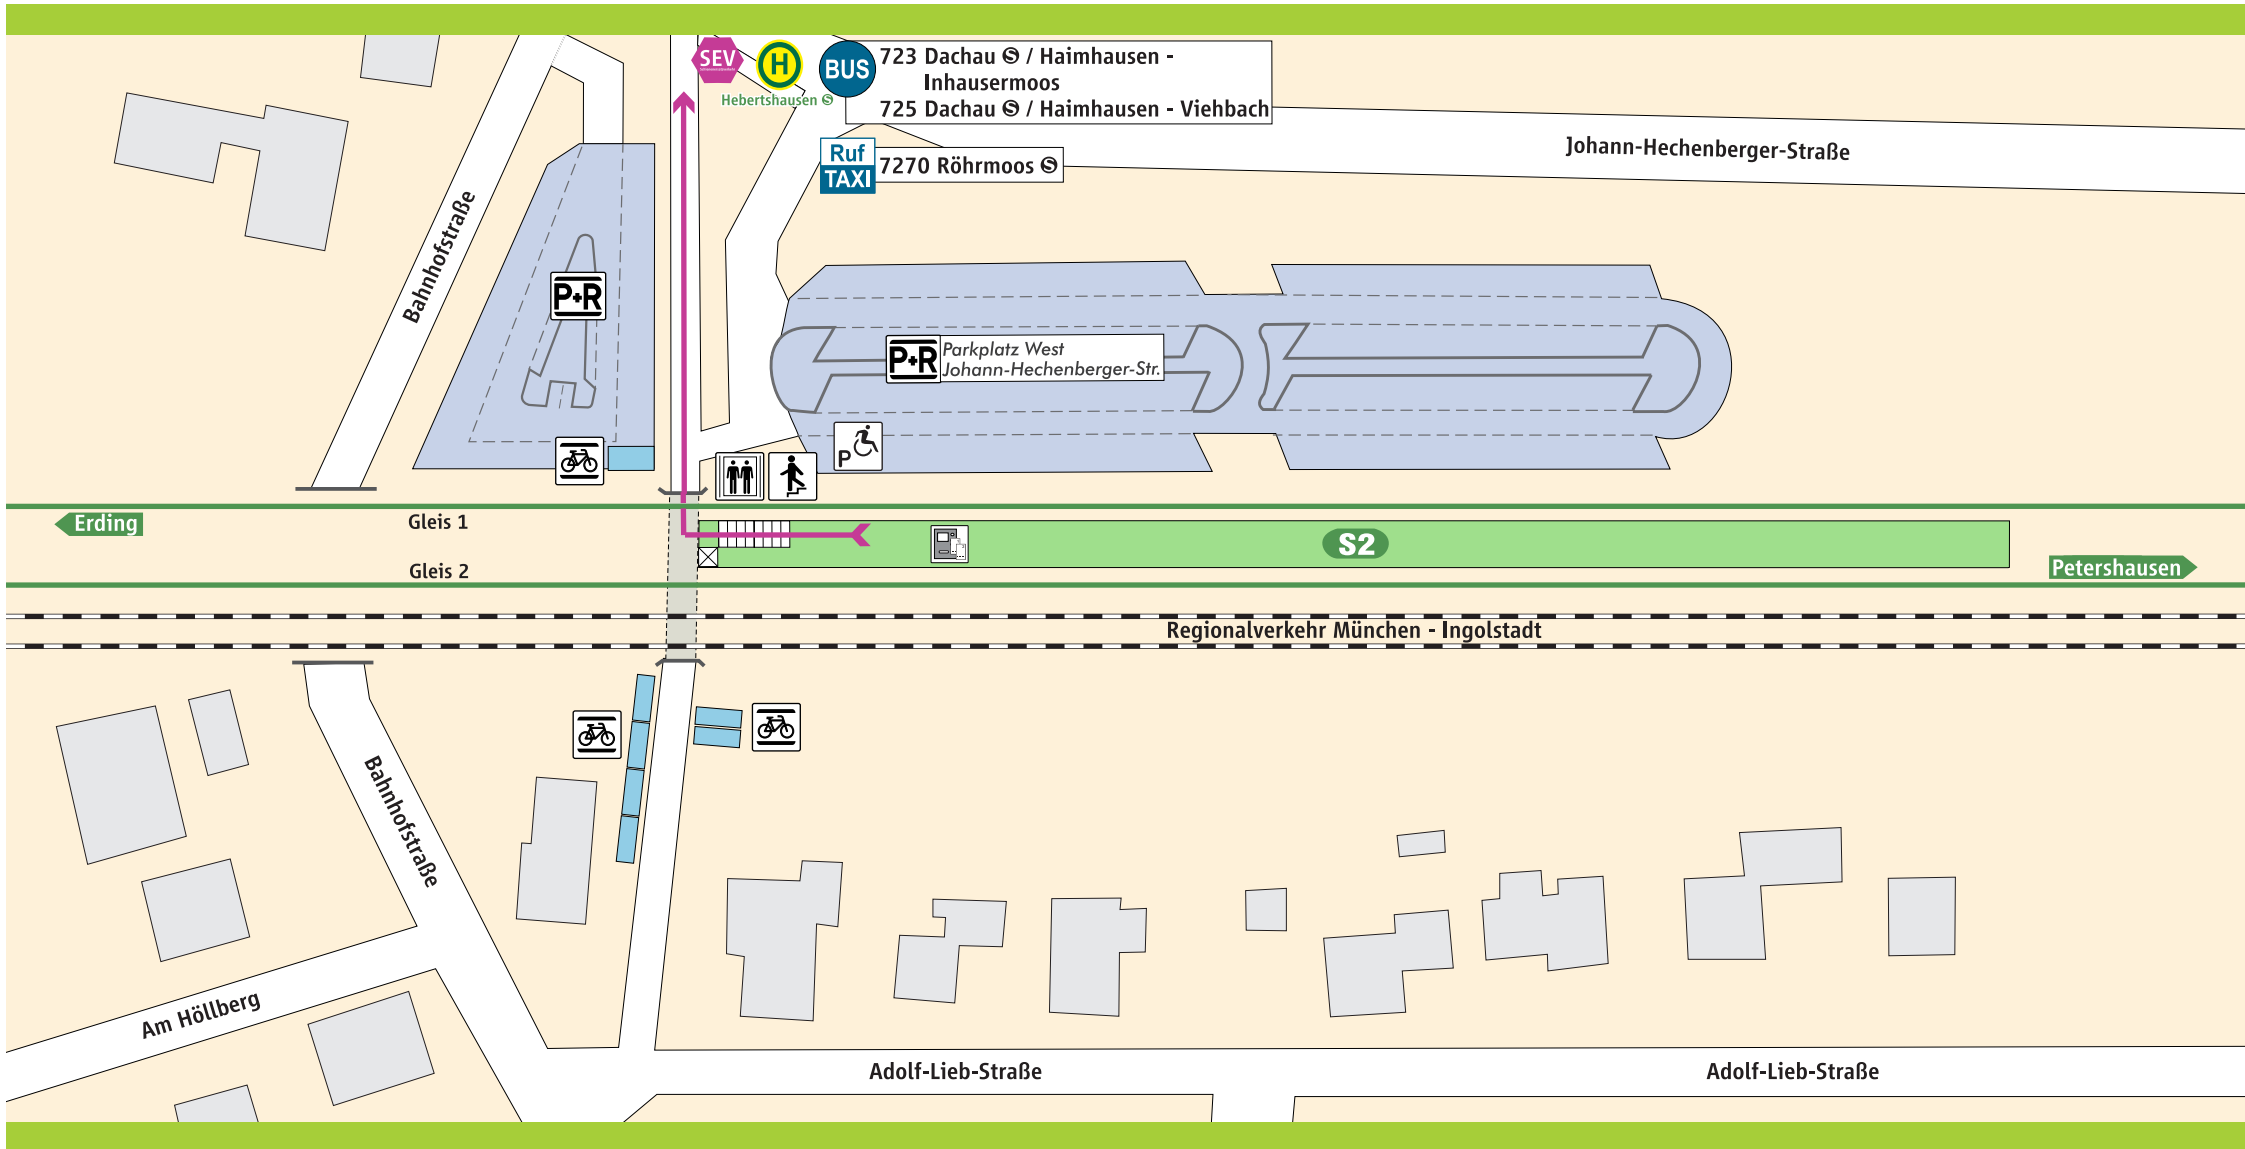 SEV
H
Hebertshausen S
BUS
723 Dachau S / Haimhausen -
Inhausermoos
725 Dachau S / Haimhausen - Viehbach
Ruf
TAXI
7270 Röhrmoos S
Johann-Hechenberger-Straße
Bahnhofstraße
P+R
P+R
Parkplatz West
Johann-Hechenberger-Str.
P
Erding
Gleis 1
S2
Gleis 2
Petershausen
Regionalverkehr München - Ingolstadt
Bahnhofstraße
Am Höllberg
Adolf-Lieb-Straße
Adolf-Lieb-Straße